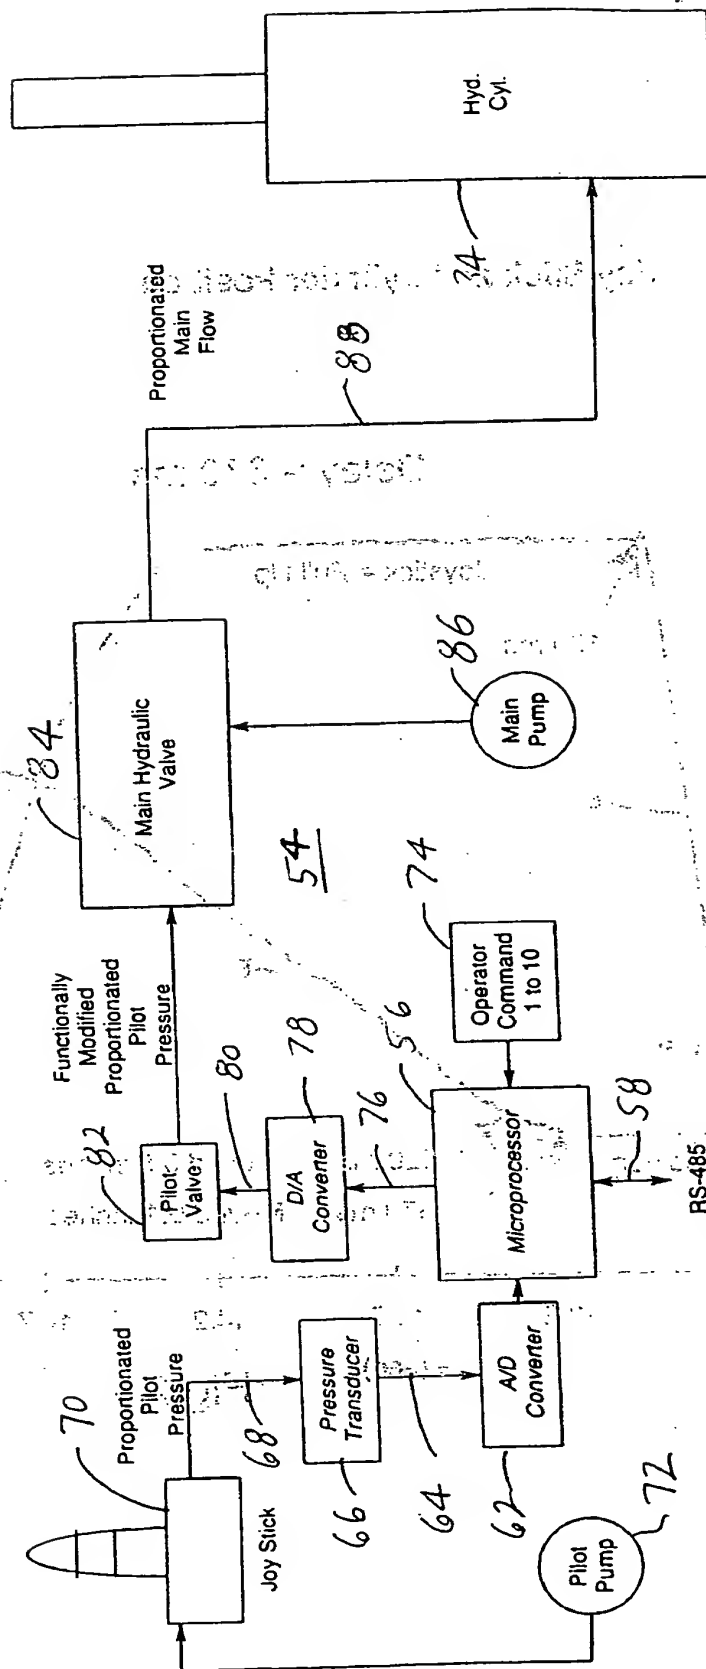 70
Proportionated
Pilot
Pressure
Joy Stick
68
Pressure
Transducer
66
64
A/D
Converter
62
Pilot
Pump
72
82
Pilot
Valve
Functionally
Modified
Proportionated
Pilot
Pressure
80
D/A
Converter
78
76
Microprocessor
56
58
RS-485
Operator
Command
1 to 10
74
54
84
Main Hydraulic
Valve
Main
Pump
86
Proportionated
Main
Flow
88
Hyd.
Cyl.
34